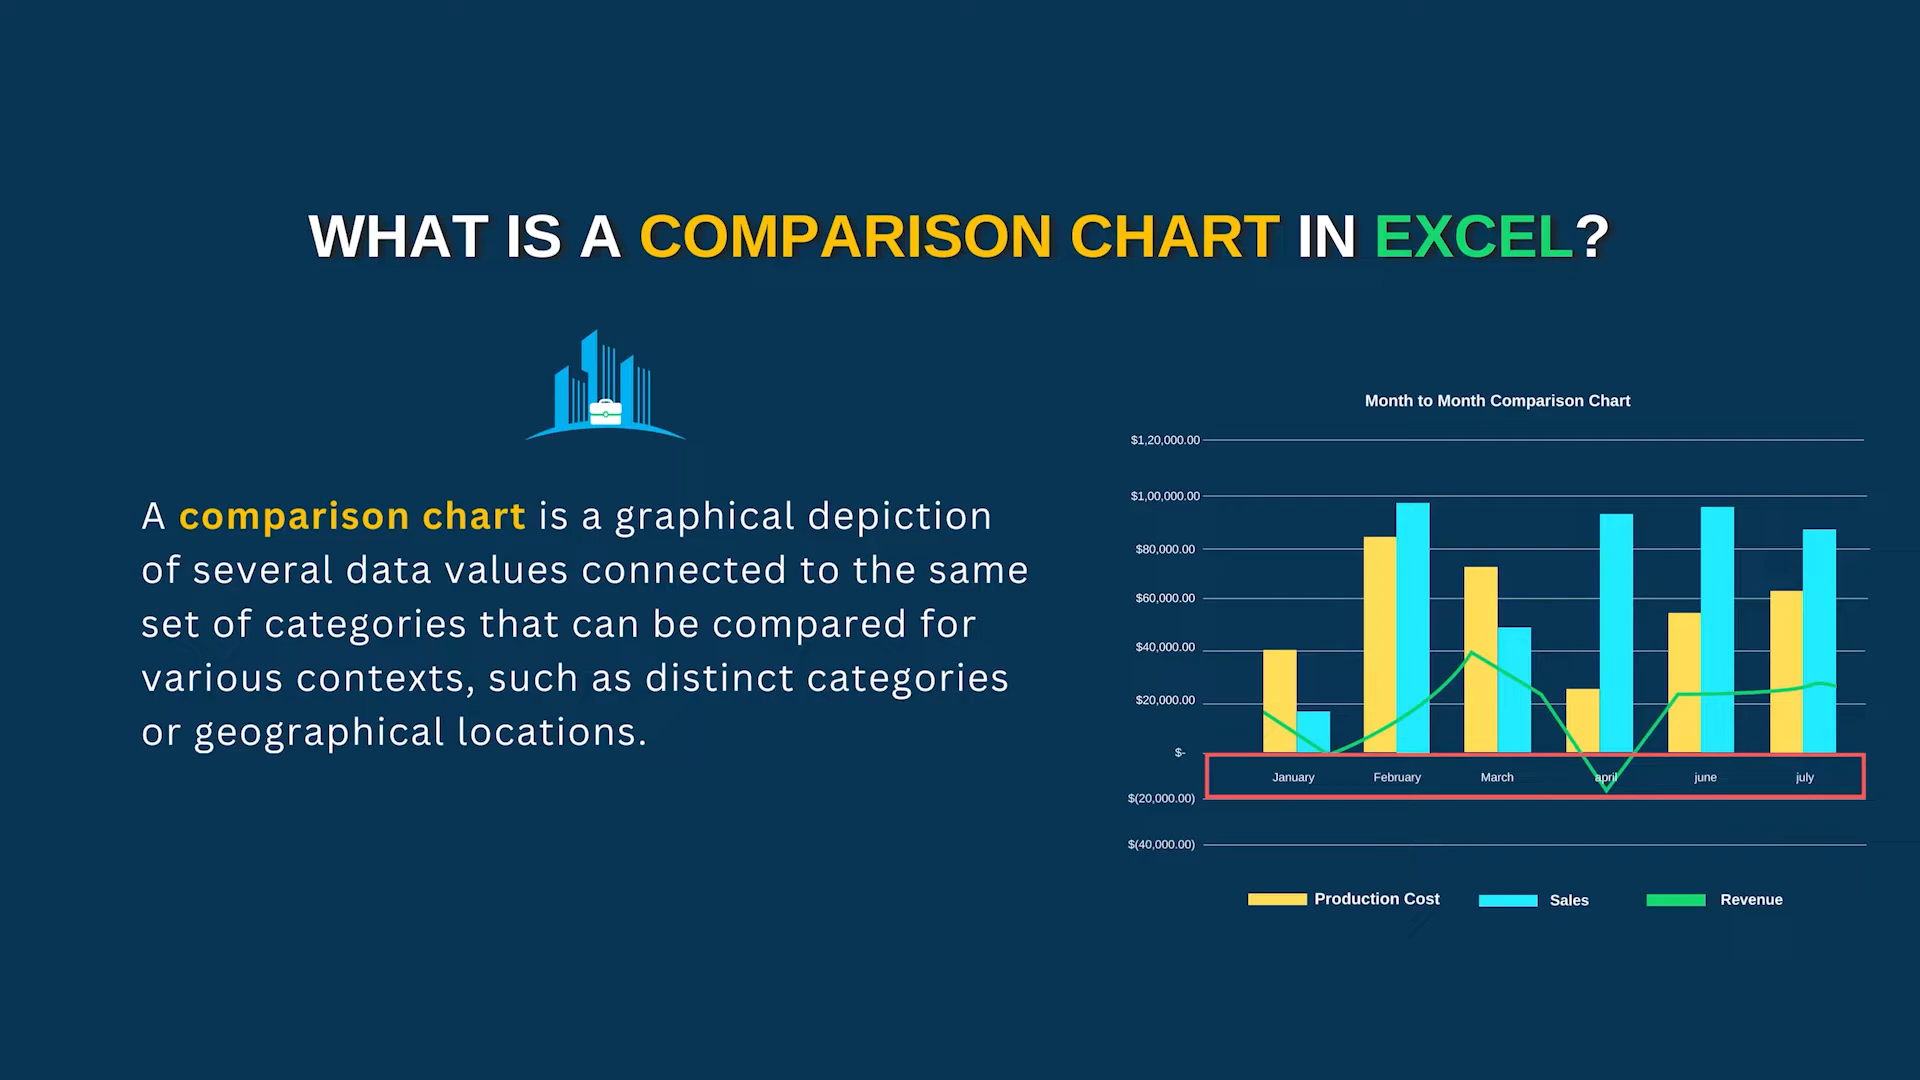 WHAT IS A COMPARISON CHART IN EXCEL?
A comparison chart is a graphical depiction
of several data values connected to the same
set of categories that can be compared for
various contexts, such as distinct categories
or geographical locations.
Month to Month Comparison Chart
$1,20,000.00
$1,00,000.00
$80,000.00
$60,000.00
$40,000.00
$20,000.00
$-
January February March april june july
$(20,000.00)
$(40,000.00)
Production Cost Sales Revenue